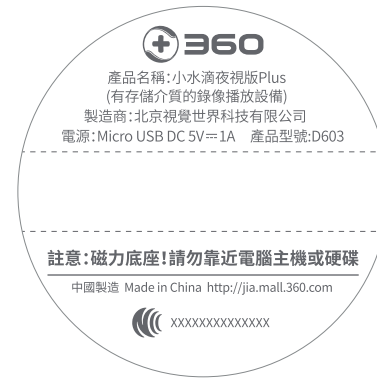 360
產品名稱:小水滴夜視版Plus
(有存儲介質的錄像播放設備)
製造商:北京視覺世界科技有限公司
電源:Micro USB DC 5V⎓1A 產品型號:D603
註意:磁力底座!請勿靠近電腦主機或硬碟
中國製造 Made in China http://jia.mall.360.com
XXXXXXXXXXXXXX